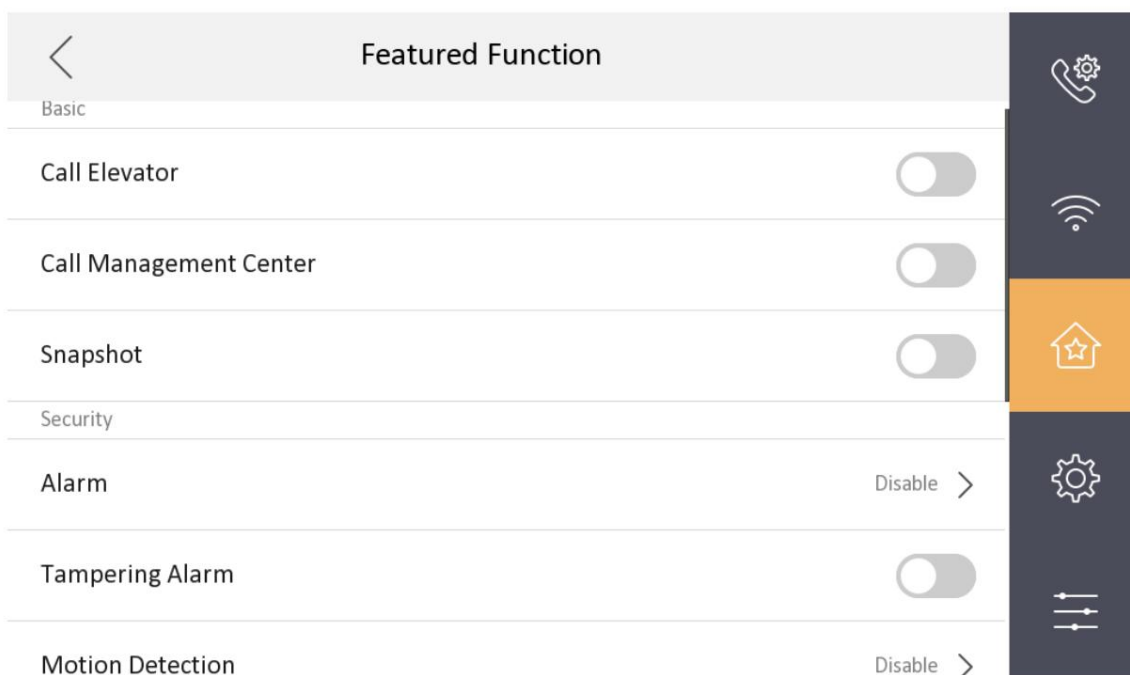 Featured Function
Basic
Call Elevator
Call Management Center
Snapshot
Security
Alarm Disable
Tampering Alarm
Motion Detection Disable